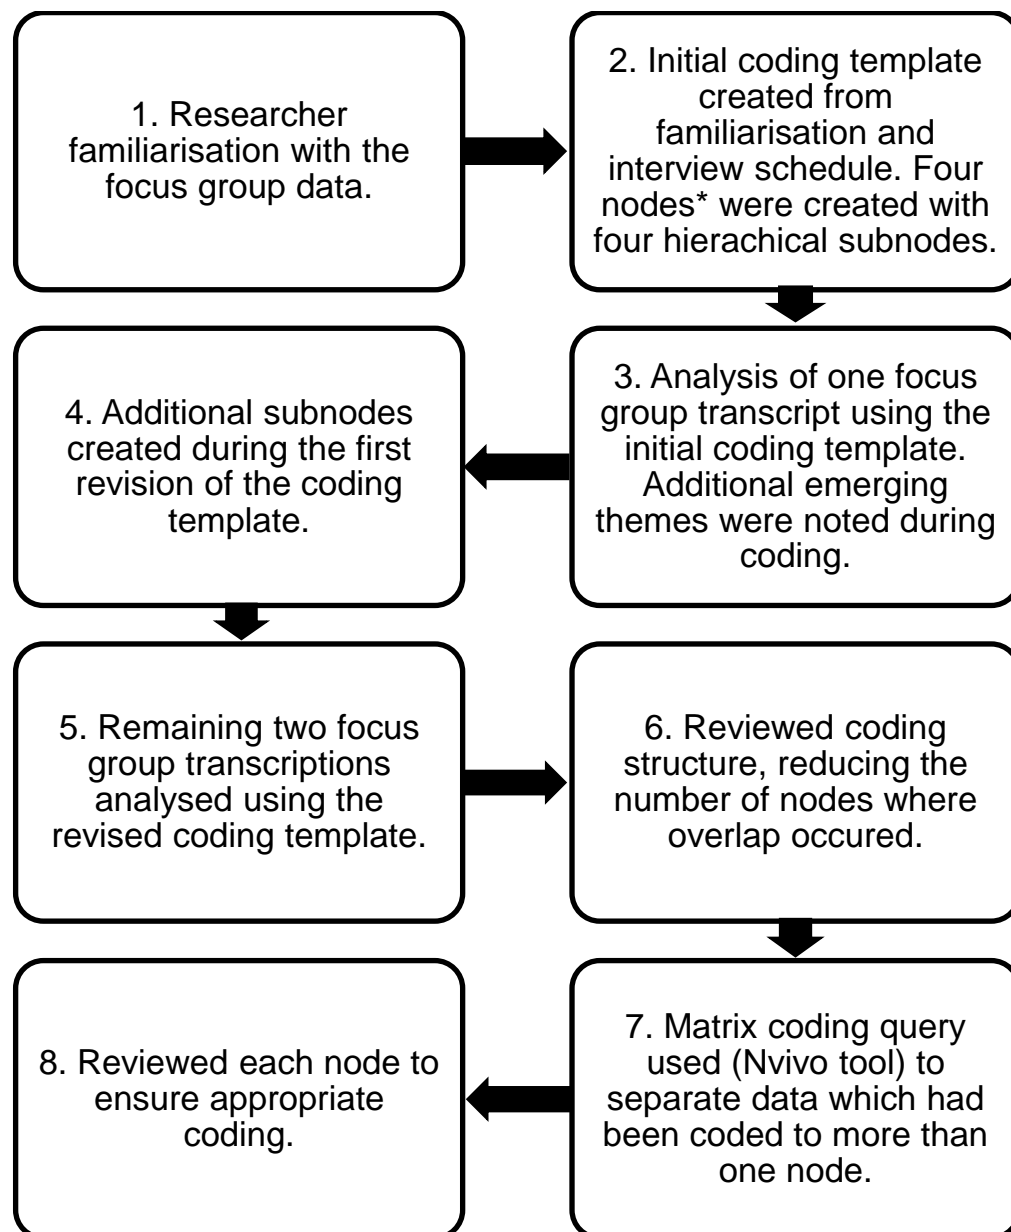 1. Researcher
familiarisation with the
focus group data.
2. Initial coding template
created from
familiarisation and
interview schedule. Four
nodes* were created with
four hierachical subnodes.
3. Analysis of one focus
group transcript using the
initial coding template.
Additional emerging
themes were noted during
coding.
4. Additional subnodes
created during the first
revision of the coding
template.
5. Remaining two focus
group transcriptions
analysed using the
revised coding template.
6. Reviewed coding
structure, reducing the
number of nodes where
overlap occured.
7. Matrix coding query
used (Nvivo tool) to
separate data which had
been coded to more than
one node.
8. Reviewed each node to
ensure appropriate
coding.